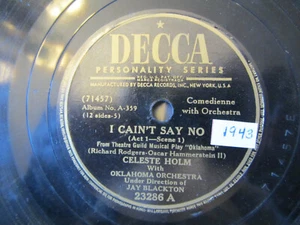 DECCA
PERSONALITY SERIES
MANUFACTURED BY DECCA RECORDS, INC., NEW YORK, U.S.A.
(71457)
Album No. A-359
(12 sides-3)
Comedienne
with Orchestra
I CAIN'T SAY NO
1943
(Act 1—Scene 1)
From Theatre Guild Musical Play "Oklahoma"
(Richard Rodgers-Oscar Hammerstein II)
CELESTE HOLM
With
OKLAHOMA ORCHESTRA
Under Direction of
JAY BLACKTON
23286 A